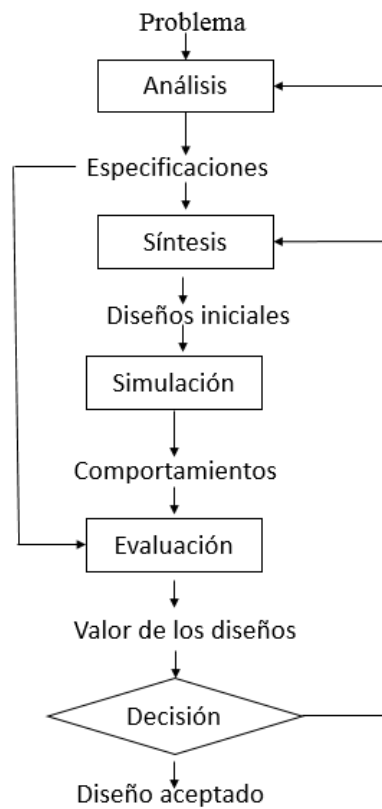 Problema
Análisis
Especificaciones
Síntesis
Diseños iniciales
Simulación
Comportamientos
Evaluación
Valor de los diseños
Decisión
Diseño aceptado